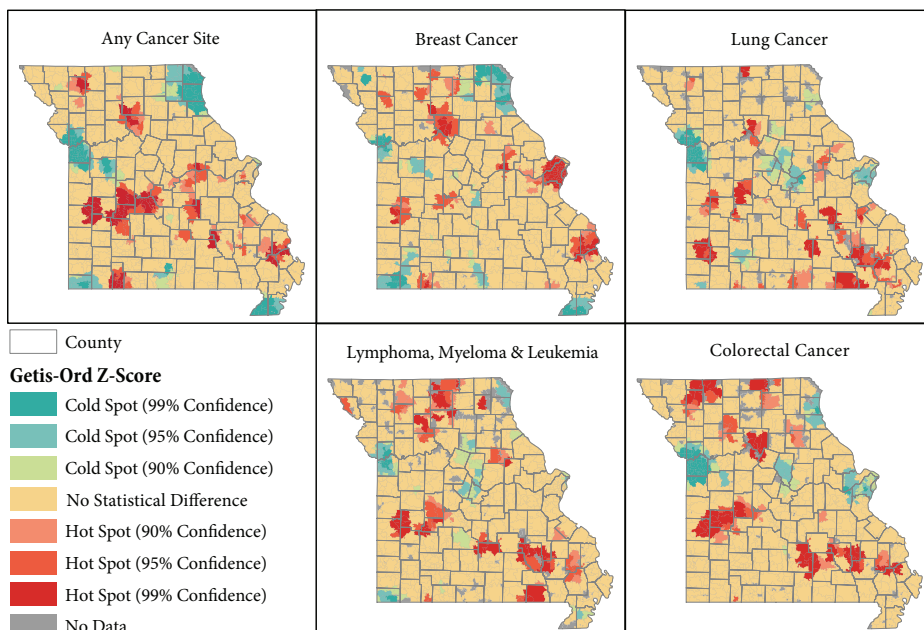 Any Cancer Site
Breast Cancer
Lung Cancer
County
Getis-Ord Z-Score
Cold Spot (99% Confidence)
Cold Spot (95% Confidence)
Cold Spot (90% Confidence)
No Statistical Difference
Hot Spot (90% Confidence)
Hot Spot (95% Confidence)
Hot Spot (99% Confidence)
No Data
Lymphoma, Myeloma & Leukemia
Colorectal Cancer